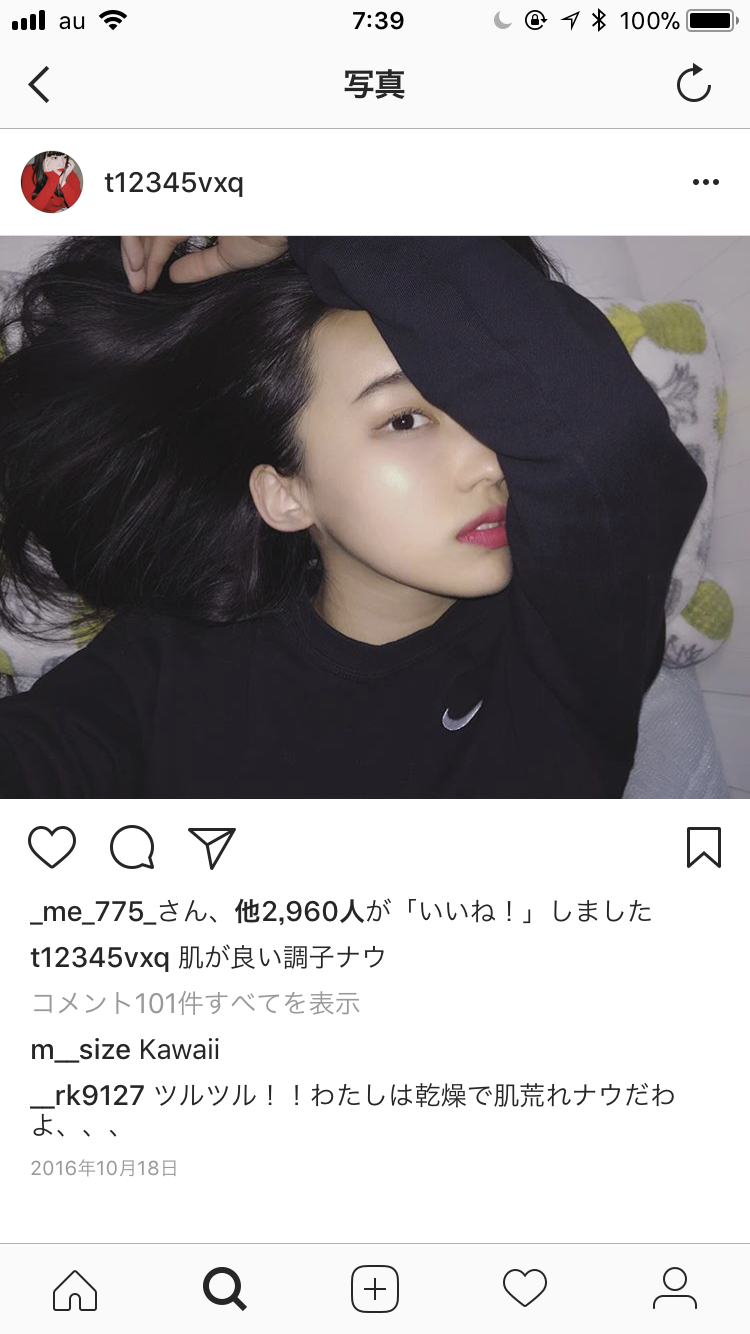 au 7:39 100%
写真
t12345vxq
_me_775_さん、他2,960人が「いいね！」しました
t12345vxq 肌が良い調子ナウ
コメント101件すべてを表示
m__size Kawaii
__rk9127 ツルツル！！わたしは乾燥で肌荒れナウだわ
よ、、、
2016年10月18日